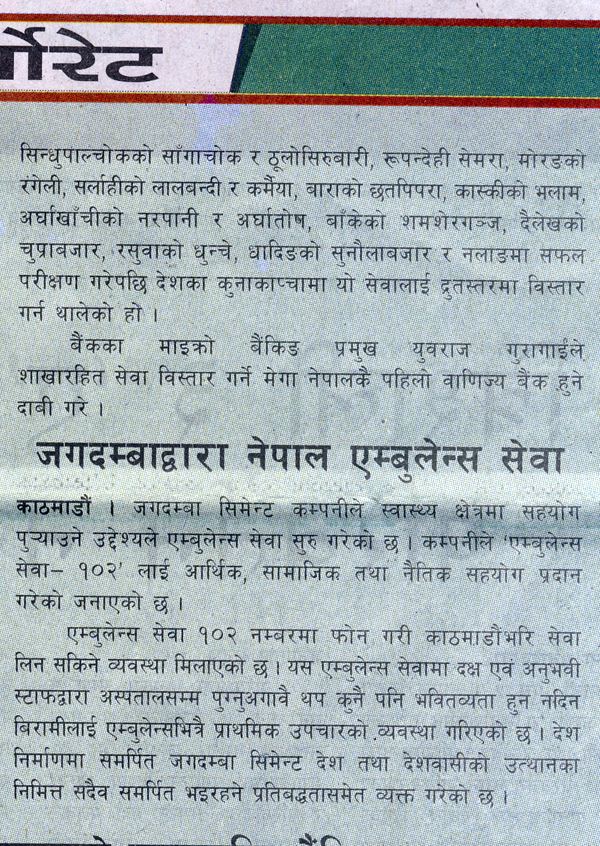 र्पोरेट
सिन्धुपाल्चोकको साँगाचोक र ठूलोसिरुबारी, रूपन्देही सेमरा, मोरङको
रंगेली, सर्लाहीको लालबन्दी र कर्मैया, बाराको छतपिपरा, कास्कीको भलाम,
अर्घाखाँचीको नरपानी र अर्घातोष, बाँकेको शमशेरगञ्ज, दैलेखको
चुप्राबजार, रसुवाको धुन्चे, धादिङको सुनौलाबजार र नलाङमा सफल
परीक्षण गरेपछि देशका कुनाकाप्चामा यो सेवालाई द्रुतस्तरमा विस्तार
गर्न थालेको हो ।
बैंकका माइक्रो बैंकिङ प्रमुख युवराज गुरागाईंले
शाखारहित सेवा विस्तार गर्ने मेगा नेपालकै पहिलो वाणिज्य बैंक हुने
दाबी गरे ।
जगदम्बाद्वारा नेपाल एम्बुलेन्स सेवा
काठमाडौं । जगदम्बा सिमेन्ट कम्पनीले स्वास्थ्य क्षेत्रमा सहयोग
पुऱ्याउने उद्देश्यले एम्बुलेन्स सेवा सुरु गरेको छ । कम्पनीले 'एम्बुलेन्स
सेवा– १०२' लाई आर्थिक, सामाजिक तथा नैतिक सहयोग प्रदान
गरेको जनाएको छ ।
एम्बुलेन्स सेवा १०२ नम्बरमा फोन गरी काठमाडौंभरि सेवा
लिन सकिने व्यवस्था मिलाएको छ । यस एम्बुलेन्स सेवामा दक्ष एवं अनुभवी
स्टाफद्वारा अस्पतालसम्म पुग्नुअगावै थप कुनै पनि भवितव्यता हुन नदिन
बिरामीलाई एम्बुलेन्सभित्रै प्राथमिक उपचारको व्यवस्था गरिएको छ । देश
निर्माणमा समर्पित जगदम्बा सिमेन्ट देश तथा देशवासीको उत्थानका
निमित्त सदैव समर्पित भइरहने प्रतिबद्धतासमेत व्यक्त गरेको छ ।